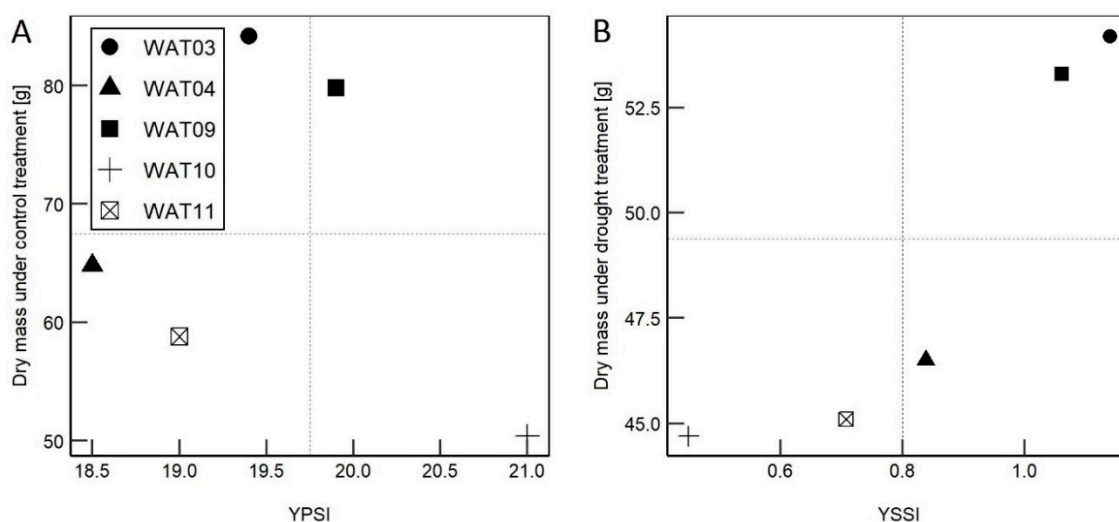 A
WAT03
WAT04
WAT09
WAT10
WAT11
Dry mass under control treatment [g]
80
70
60
50
18.5 19.0 19.5 20.0 20.5 21.0
YPSI
B
Dry mass under drought treatment [g]
52.5
50.0
47.5
45.0
0.6 0.8 1.0
YSSI